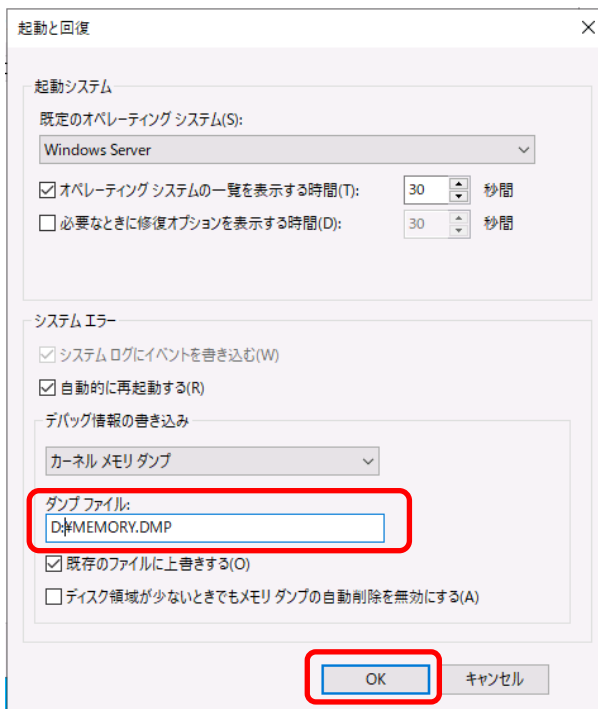 起動と回復
起動システム
既定のオペレーティング システム(S):
Windows Server
オペレーティング システムの一覧を表示する時間(T): 30 秒間
必要なときに修復オプションを表示する時間(D): 30 秒間
システム エラー
システム ログにイベントを書き込む(W)
自動的に再起動する(R)
デバッグ情報の書き込み
カーネル メモリ ダンプ
ダンプ ファイル:
D:¥MEMORY.DMP
既存のファイルに上書きする(O)
ディスク領域が少ないときでもメモリ ダンプの自動削除を無効にする(A)
OK キャンセル